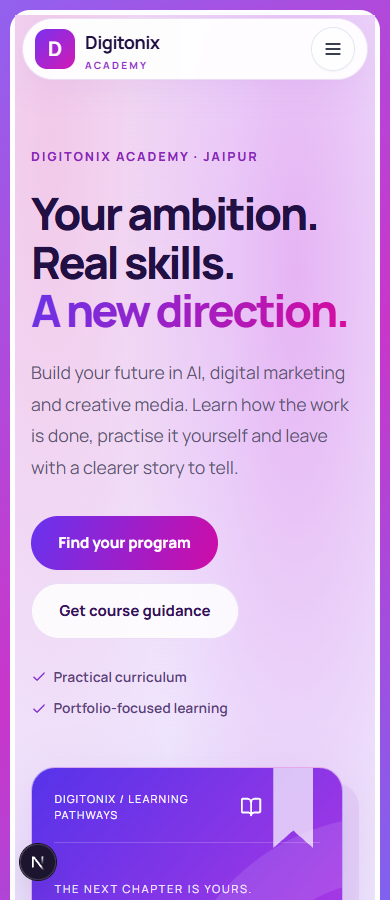 D
Digitonix
ACADEMY
DIGITONIX ACADEMY · JAIPUR
Your ambition.
Real skills.
A new direction.
Build your future in AI, digital marketing
and creative media. Learn how the work
is done, practise it yourself and leave
with a clearer story to tell.
Find your program
Get course guidance
Practical curriculum
Portfolio-focused learning
DIGITONIX / LEARNING
PATHWAYS
N
THE NEXT CHAPTER IS YOURS.